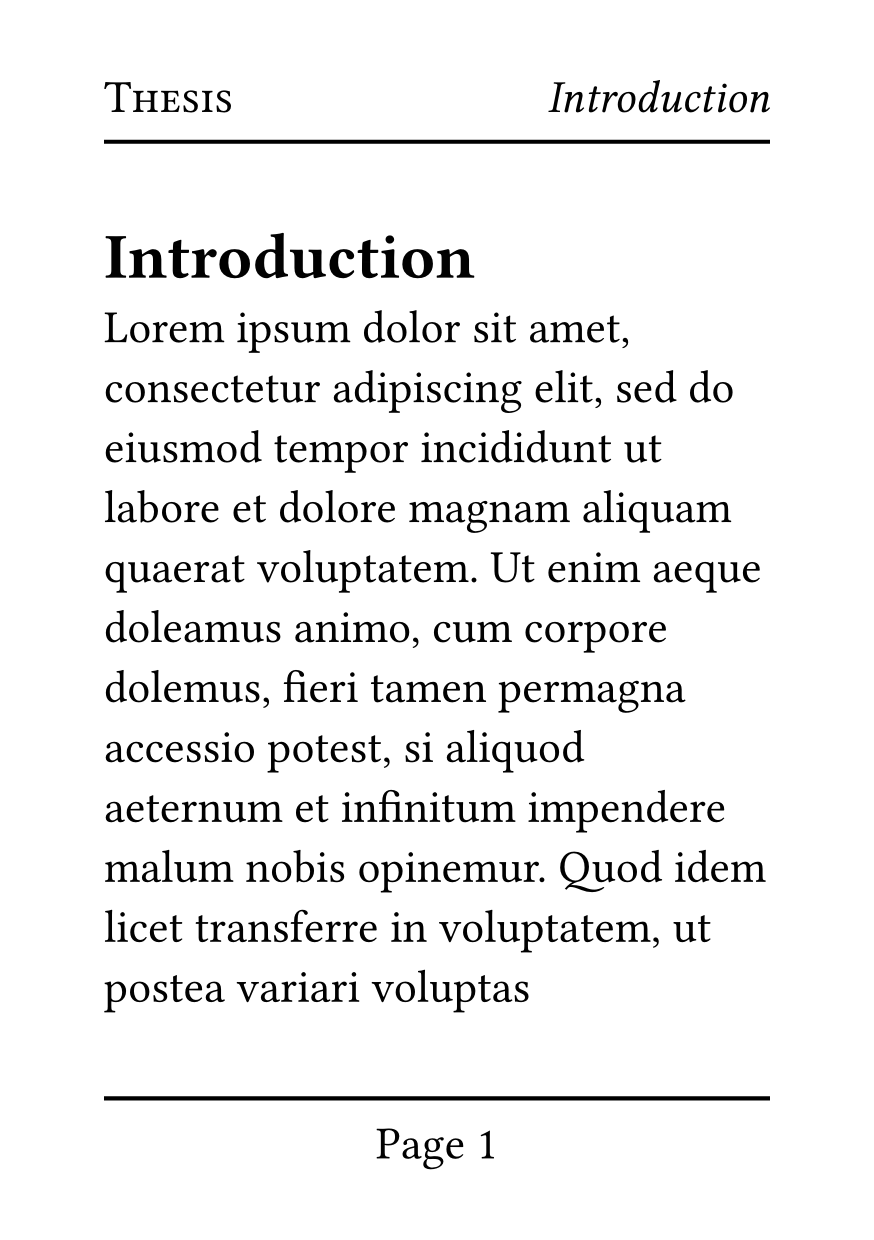 Thesis Introduction
Introduction
Lorem ipsum dolor sit amet,
consectetur adipiscing elit, sed do
eiusmod tempor incididunt ut
labore et dolore magnam aliquam
quaerat voluptatem. Ut enim aeque
doleamus animo, cum corpore
dolemus, fieri tamen permagna
accessio potest, si aliquod
aeternum et infinitum impendere
malum nobis opinemur. Quod idem
licet transferre in voluptatem, ut
postea variari voluptas
Page 1